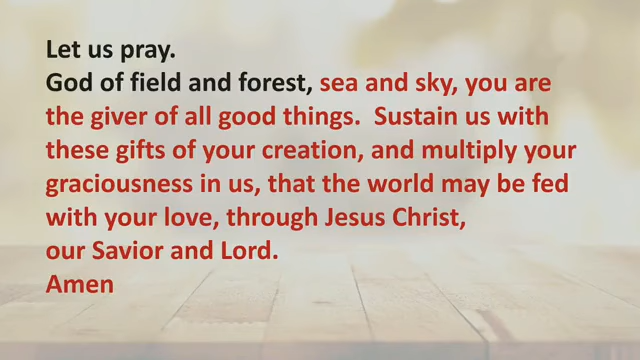 Let us pray.
God of field and forest, sea and sky, you are
the giver of all good things.  Sustain us with
these gifts of your creation, and multiply your
graciousness in us, that the world may be fed
with your love, through Jesus Christ,
our Savior and Lord.
Amen